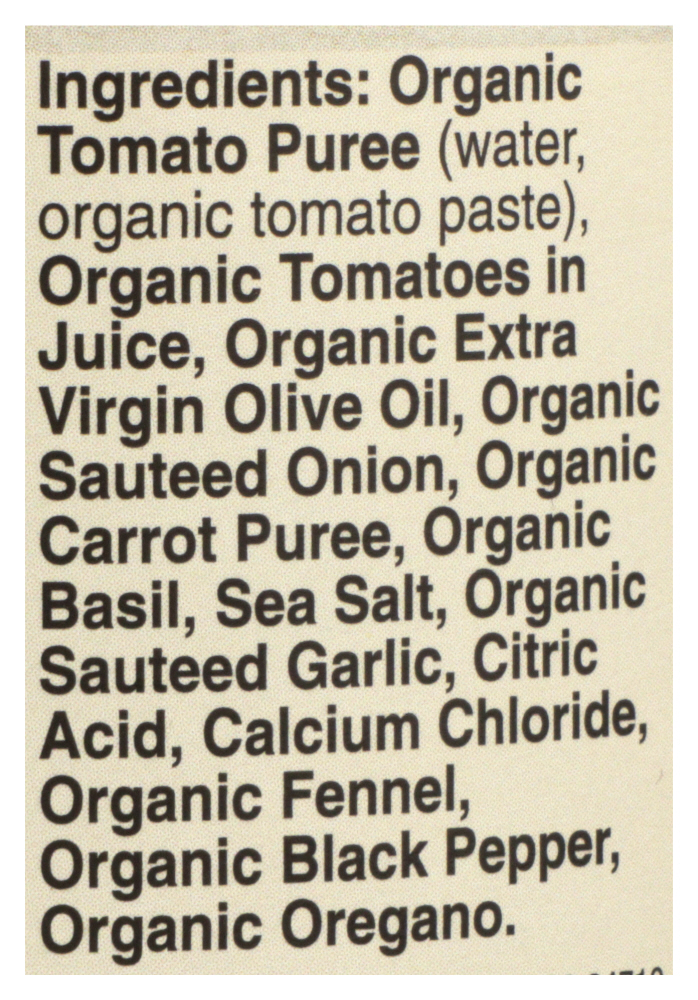 Ingredients: Organic
Tomato Puree (water,
organic tomato paste),
Organic Tomatoes in
Juice, Organic Extra
Virgin Olive Oil, Organic
Sauteed Onion, Organic
Carrot Puree, Organic
Basil, Sea Salt, Organic
Sauteed Garlic, Citric
Acid, Calcium Chloride,
Organic Fennel,
Organic Black Pepper,
Organic Oregano.